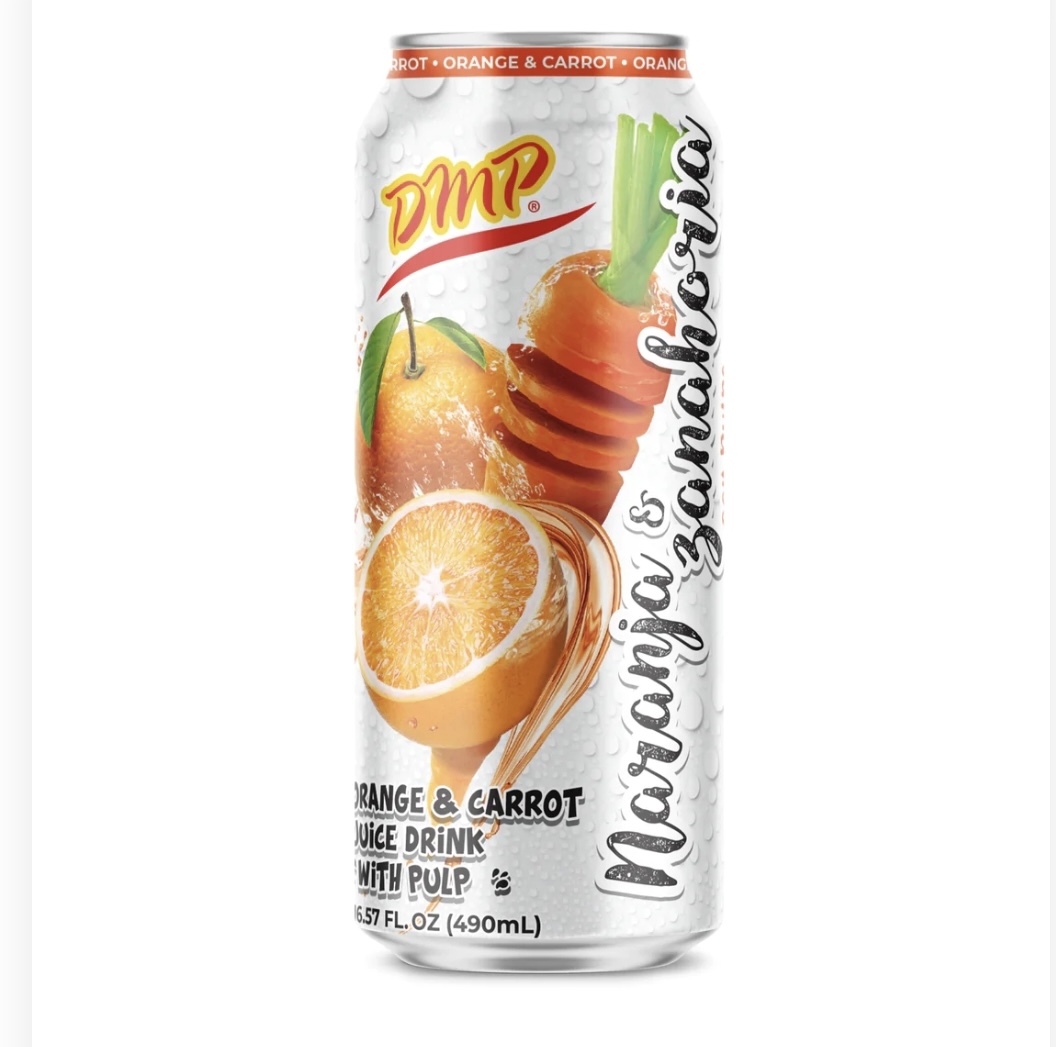 RROT • ORANGE & CARROT • ORANG
DMP®
Naranja &
zanahoria
ORANGE & CARROT
JUICE DRINK
WITH PULP
16.57 FL. OZ (490mL)